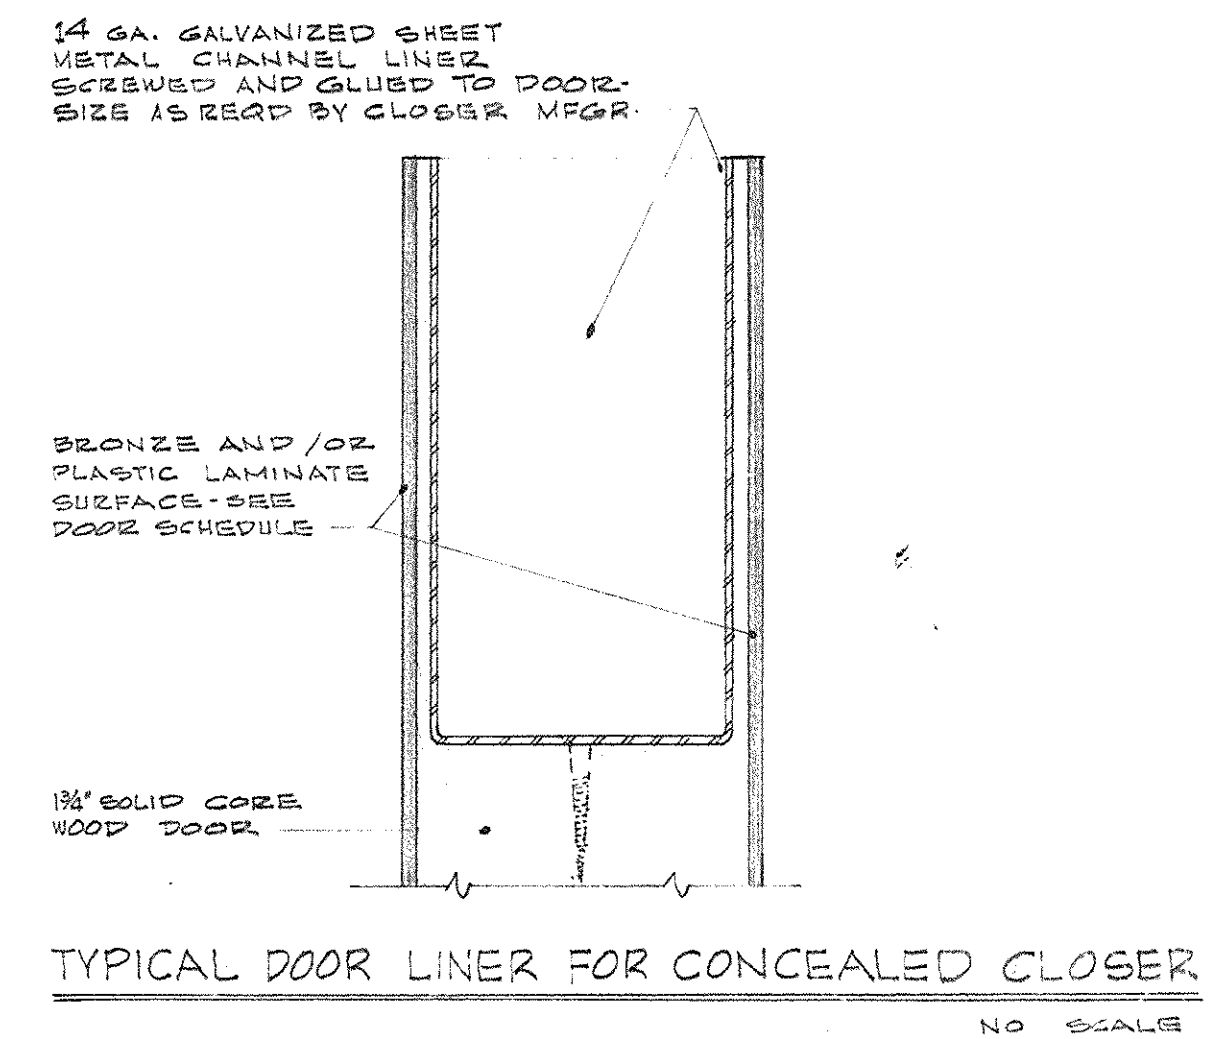 14 GA. GALVANIZED SHEET
METAL CHANNEL LINER
SCREWED AND GLUED TO DOOR-
SIZE AS REQD BY CLOSER MFGR.
BRONZE AND/OR
PLASTIC LAMINATE
SURFACE-SEE
DOOR SCHEDULE
1¾" SOLID CORE
WOOD DOOR
TYPICAL DOOR LINER FOR CONCEALED CLOSER
NO SCALE